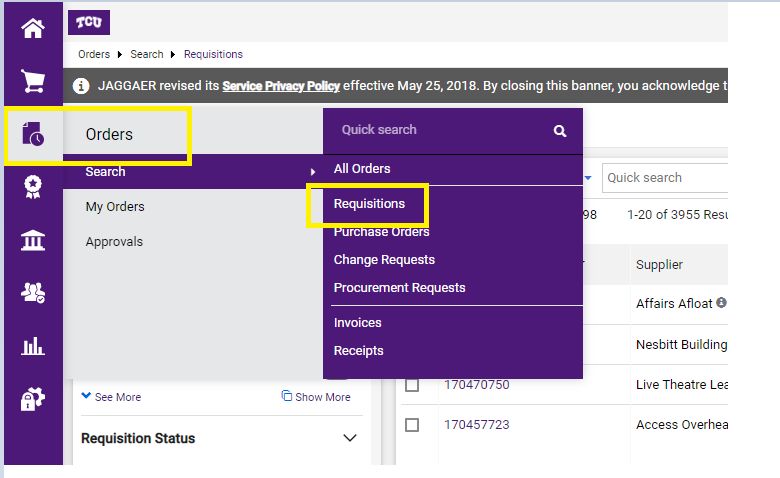 TCU
Orders Search Requisitions
JAGGAER revised its Service Privacy Policy effective May 25, 2018. By closing this banner, you acknowledge t
Orders
Quick search
Search
All Orders
Quick search
My Orders
Requisitions
98 1-20 of 3955 Resu
Purchase Orders
Approvals
Change Requests
Supplier
Procurement Requests
Affairs Afloat
Invoices
Nesbitt Building
Receipts
170470750 Live Theatre Lea
See More Show More
170457723 Access Overhea
Requisition Status